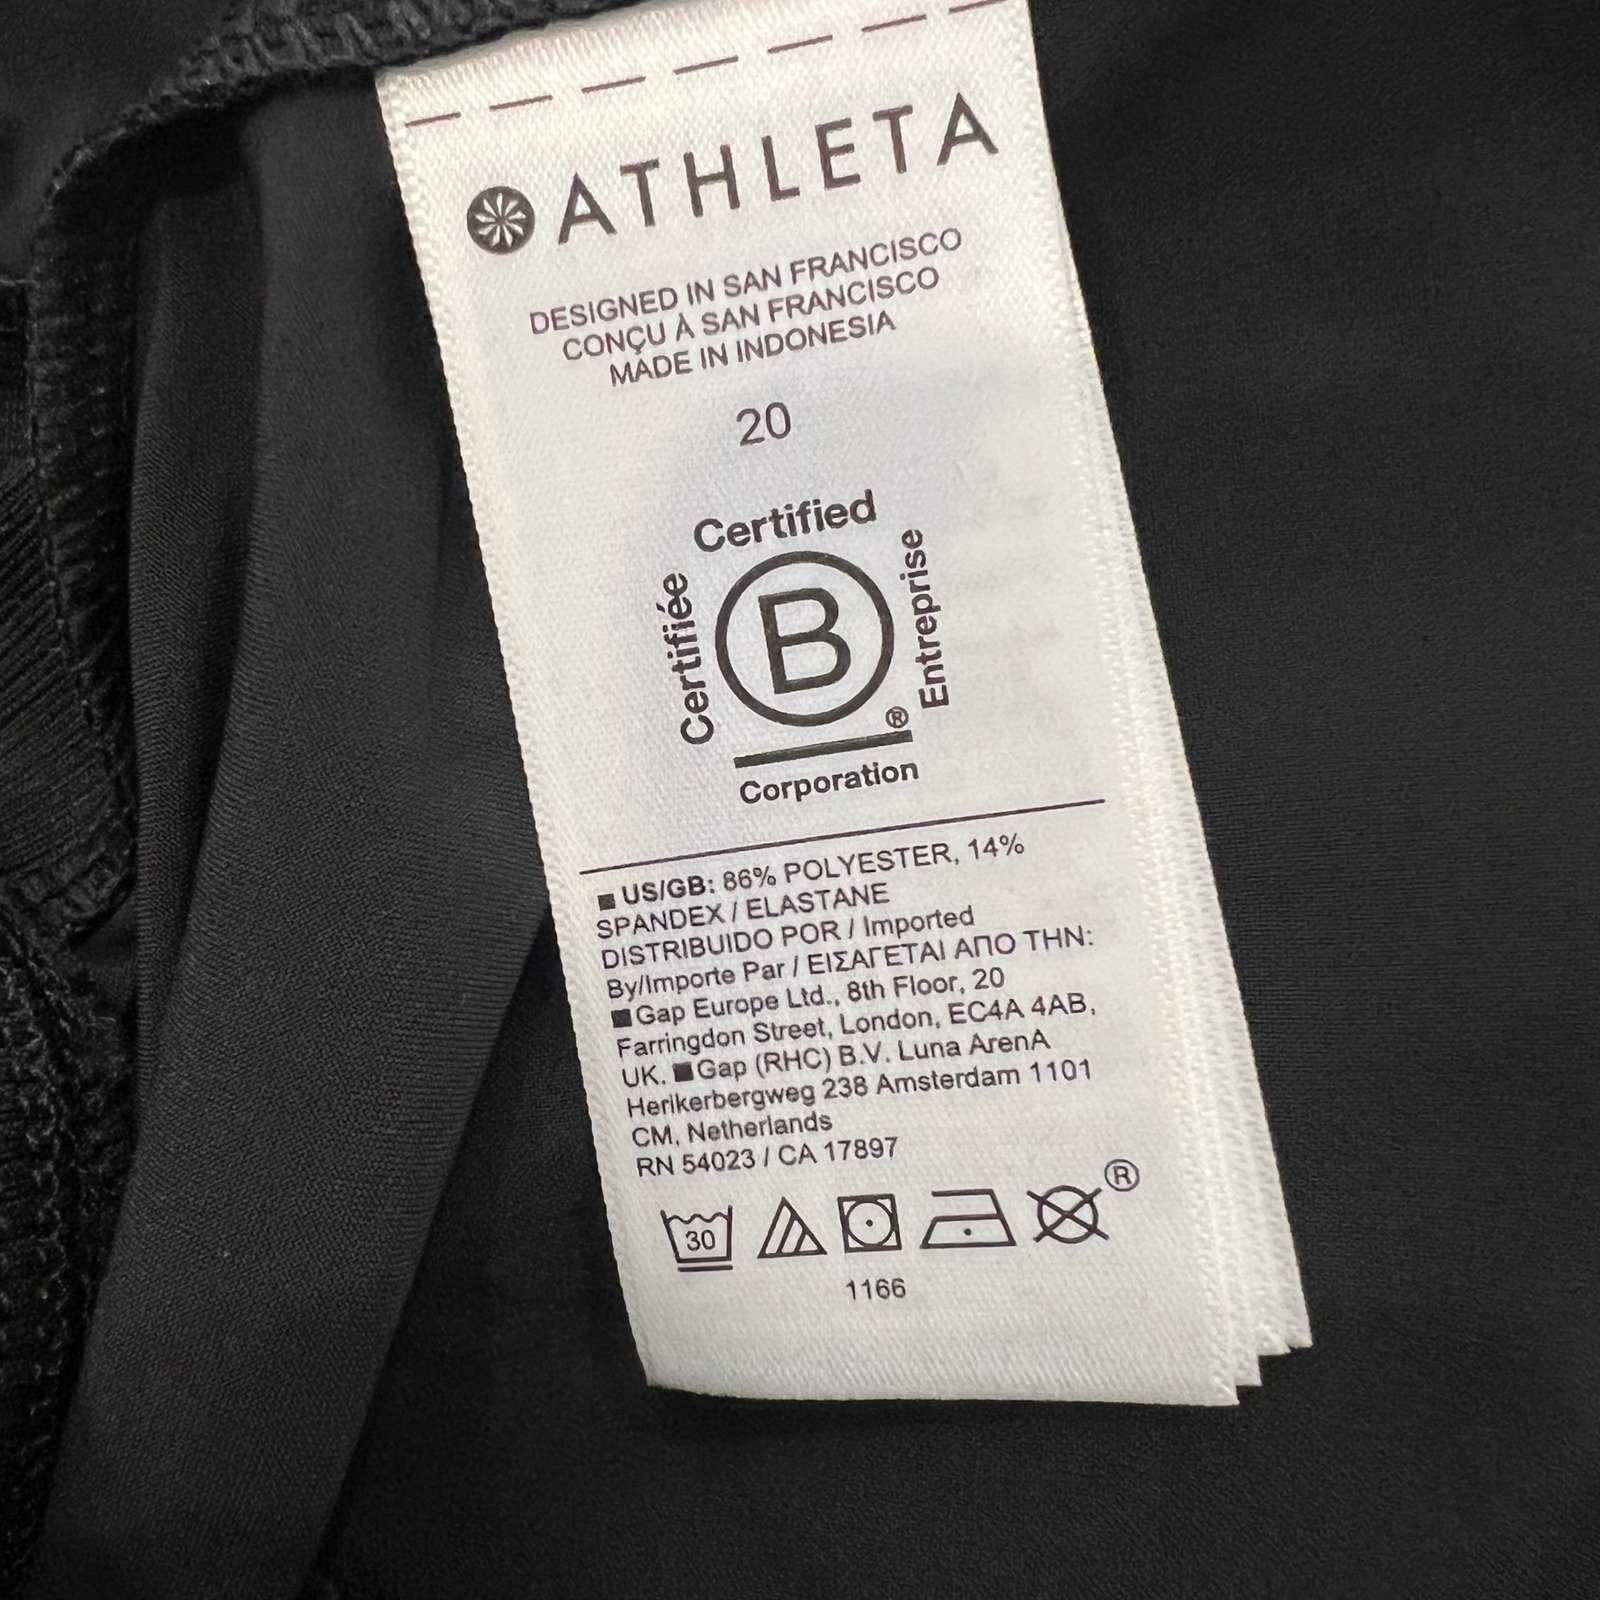 ATHLETA
DESIGNED IN SAN FRANCISCO
CONÇU À SAN FRANCISCO
MADE IN INDONESIA
20
Certified
Certifiée
B
Entreprise
®
Corporation
US/GB: 86% POLYESTER, 14%
SPANDEX / ELASTANE
DISTRIBUIDO POR / Imported
By/Importe Par / ΕΙΣΑΓΕΤΑΙ ΑΠΟ ΤΗΝ:
Gap Europe Ltd., 8th Floor, 20
Farringdon Street, London, EC4A 4AB,
UK. Gap (RHC) B.V. Luna ArenA
Herikerbergweg 238 Amsterdam 1101
CM, Netherlands
RN 54023 / CA 17897
30
®
1166